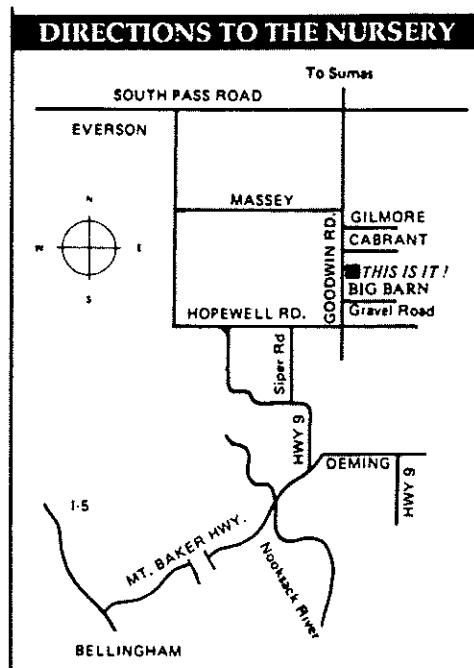 DIRECTIONS TO THE NURSERY
To Sumas
SOUTH PASS ROAD
EVERSON
N
W
E
S
MASSEY
GOODWIN RD.
GILMORE
CABRANT
THIS IS IT!
BIG BARN
Gravel Road
HOPEWELL RD.
Siper Rd
HWY 9
DEMING
HWY 9
I-5
MT. BAKER HWY.
Nooksack River
BELLINGHAM